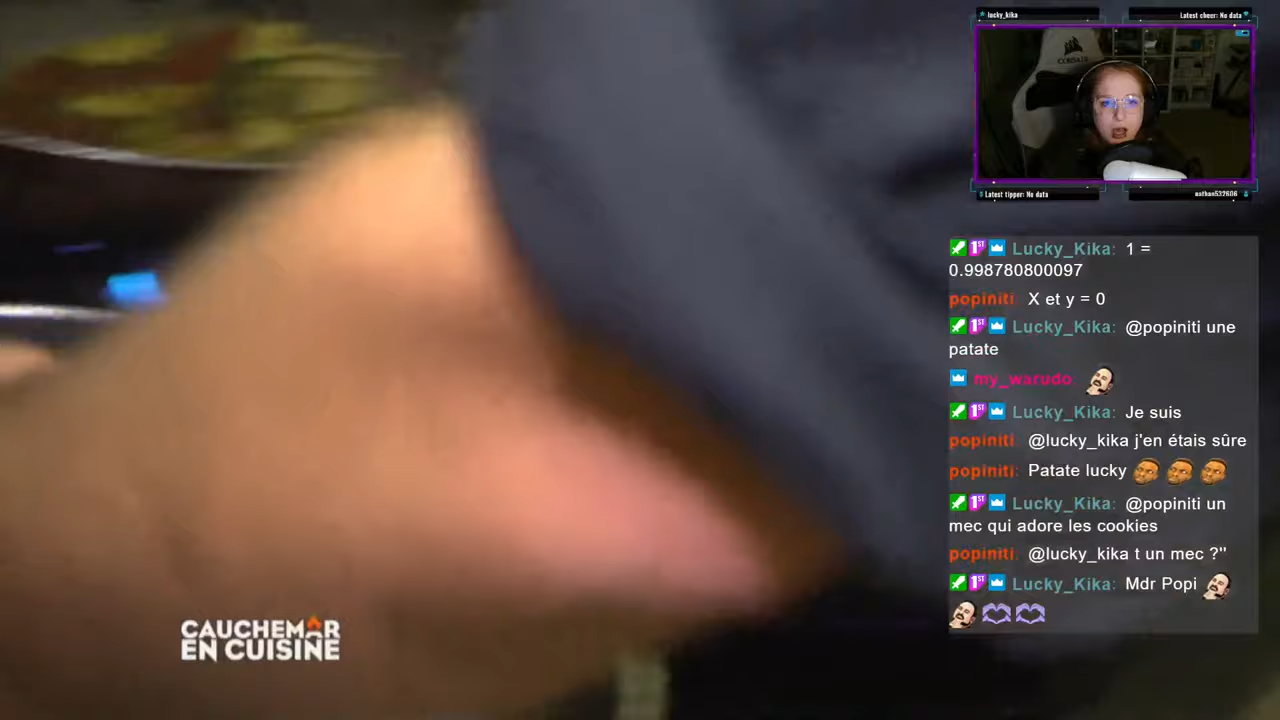 lucky_kika
Latest cheer: No data
CORSAIR
Latest tipper: No data
nathan532606
Lucky_Kika: 1 =
0.998780800097
popiniti: X et y = 0
Lucky_Kika: @popiniti une
patate
my_warudo:
Lucky_Kika: Je suis
popiniti: @lucky_kika j'en étais sûre
popiniti: Patate lucky
Lucky_Kika: @popiniti un
mec qui adore les cookies
popiniti: @lucky_kika t un mec ?"
Lucky_Kika: Mdr Popi
CAUCHEMAR
EN CUISINE